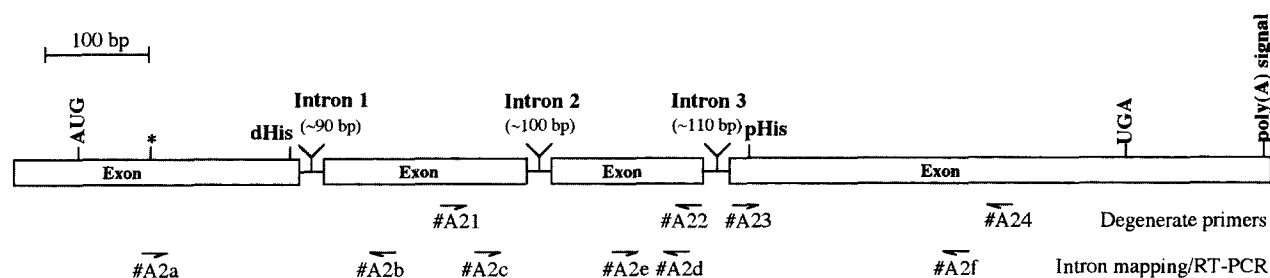 100 bp
poly(A) signal
AUG
*
dHis
Intron 1
(~90 bp)
Intron 2
(~100 bp)
Intron 3
(~110 bp)
pHis
UGA
Exon
Exon
Exon
Exon
#A21
#A22
#A23
#A24
Degenerate primers
#A2a
#A2b
#A2c
#A2e
#A2d
#A2f
Intron mapping/RT-PCR